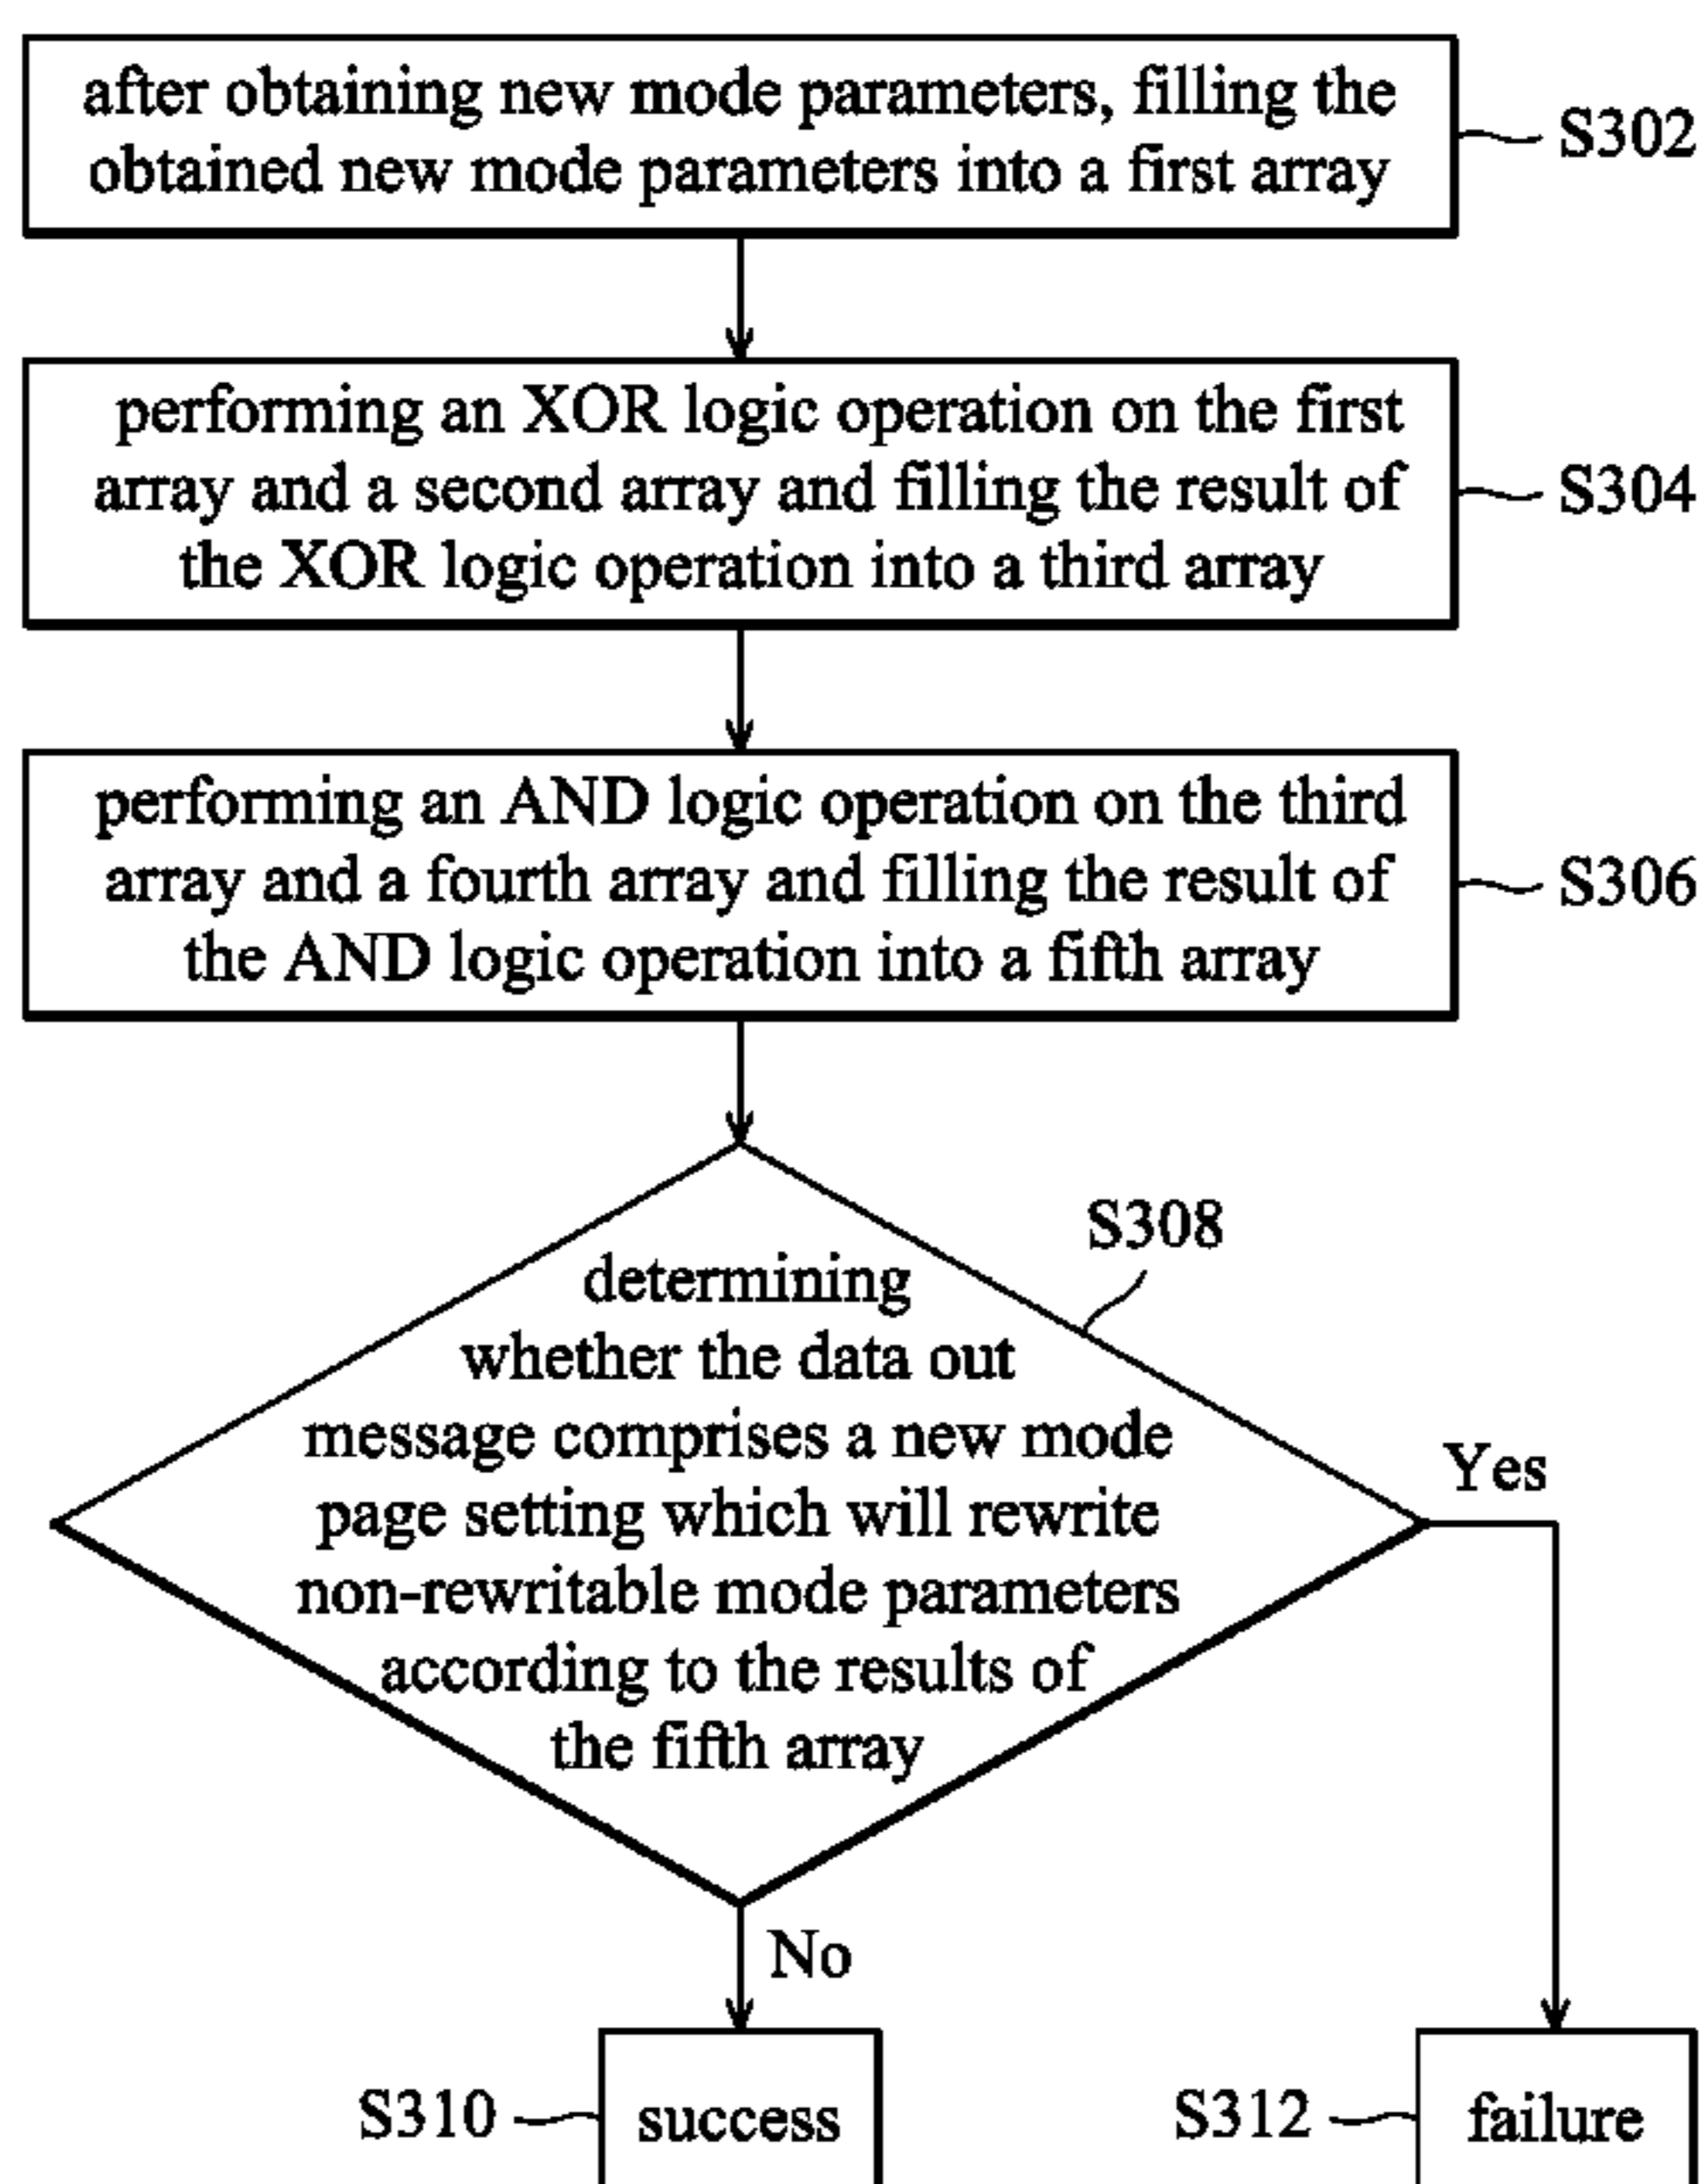 after obtaining new mode parameters, filling the
obtained new mode parameters into a first array
S302
performing an XOR logic operation on the first
array and a second array and filling the result of
the XOR logic operation into a third array
S304
performing an AND logic operation on the third
array and a fourth array and filling the result of
the AND logic operation into a fifth array
S306
S308
determining
whether the data out
message comprises a new mode
page setting which will rewrite
non-rewritable mode parameters
according to the results of
the fifth array
Yes
No
S310
success
S312
failure